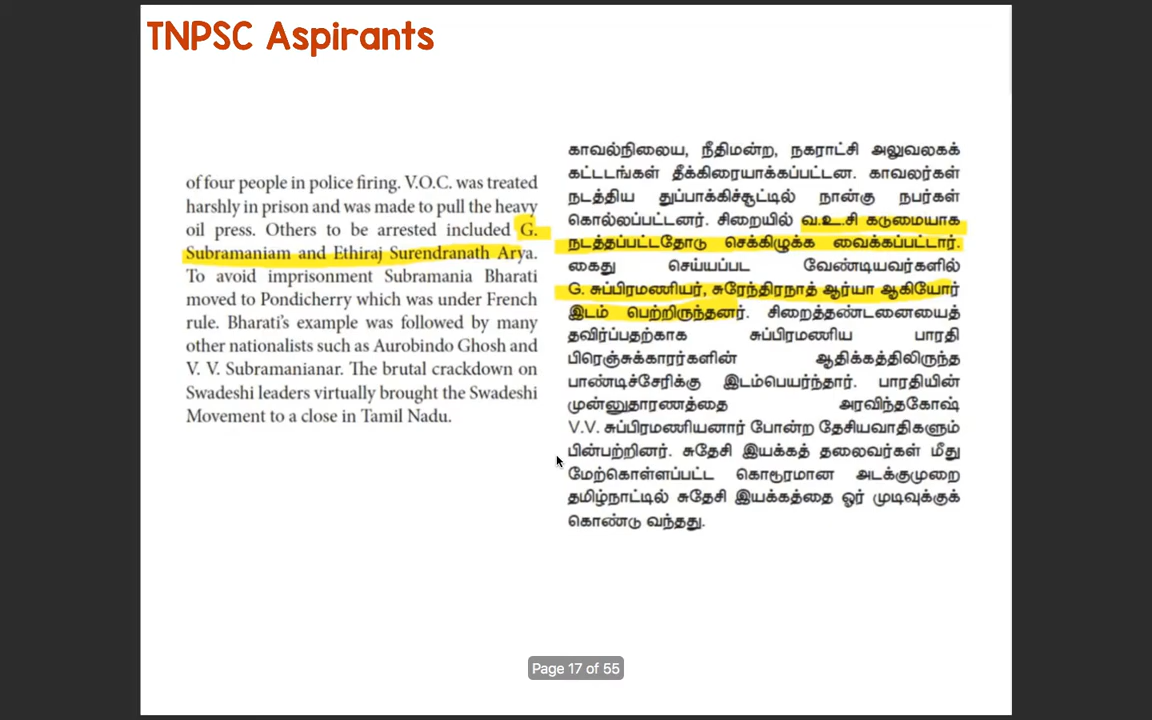 TNPSC Aspirants
of four people in police firing. V.O.C. was treated
harshly in prison and was made to pull the heavy
oil press. Others to be arrested included G.
Subramaniam and Ethiraj Surendranath Arya.
To avoid imprisonment Subramania Bharati
moved to Pondicherry which was under French
rule. Bharati's example was followed by many
other nationalists such as Aurobindo Ghosh and
V. V. Subramanianar. The brutal crackdown on
Swadeshi leaders virtually brought the Swadeshi
Movement to a close in Tamil Nadu.
காவல்நிலைய, நீதிமன்ற, நகராட்சி அலுவலகக்
கட்டடங்கள் தீக்கிரையாக்கப்பட்டன. காவலர்கள்
நடத்திய துப்பாக்கிச்சூட்டில் நான்கு நபர்கள்
கொல்லப்பட்டனர். சிறையில் வ.உ.சி கடுமையாக
நடத்தப்பட்டதோடு செக்கிழுக்க வைக்கப்பட்டார்.
கைது செய்யப்பட வேண்டியவர்களில்
G. சுப்பிரமணியர், சுரேந்திரநாத் ஆர்யா ஆகியோர்
இடம் பெற்றிருந்தனர். சிறைத்தண்டனையைத்
தவிர்ப்பதற்காக சுப்பிரமணிய பாரதி
பிரெஞ்சுக்காரர்களின் ஆதிக்கத்திலிருந்த
பாண்டிச்சேரிக்கு இடம்பெயர்ந்தார். பாரதியின்
முன்னுதாரணத்தை அரவிந்தகோஷ்
V.V. சுப்பிரமணியனார் போன்ற தேசியவாதிகளும்
பின்பற்றினர். சுதேசி இயக்கத் தலைவர்கள் மீது
மேற்கொள்ளப்பட்ட கொடூரமான அடக்குமுறை
தமிழ்நாட்டில் சுதேசி இயக்கத்தை ஓர் முடிவுக்குக்
கொண்டு வந்தது.
Page 17 of 55